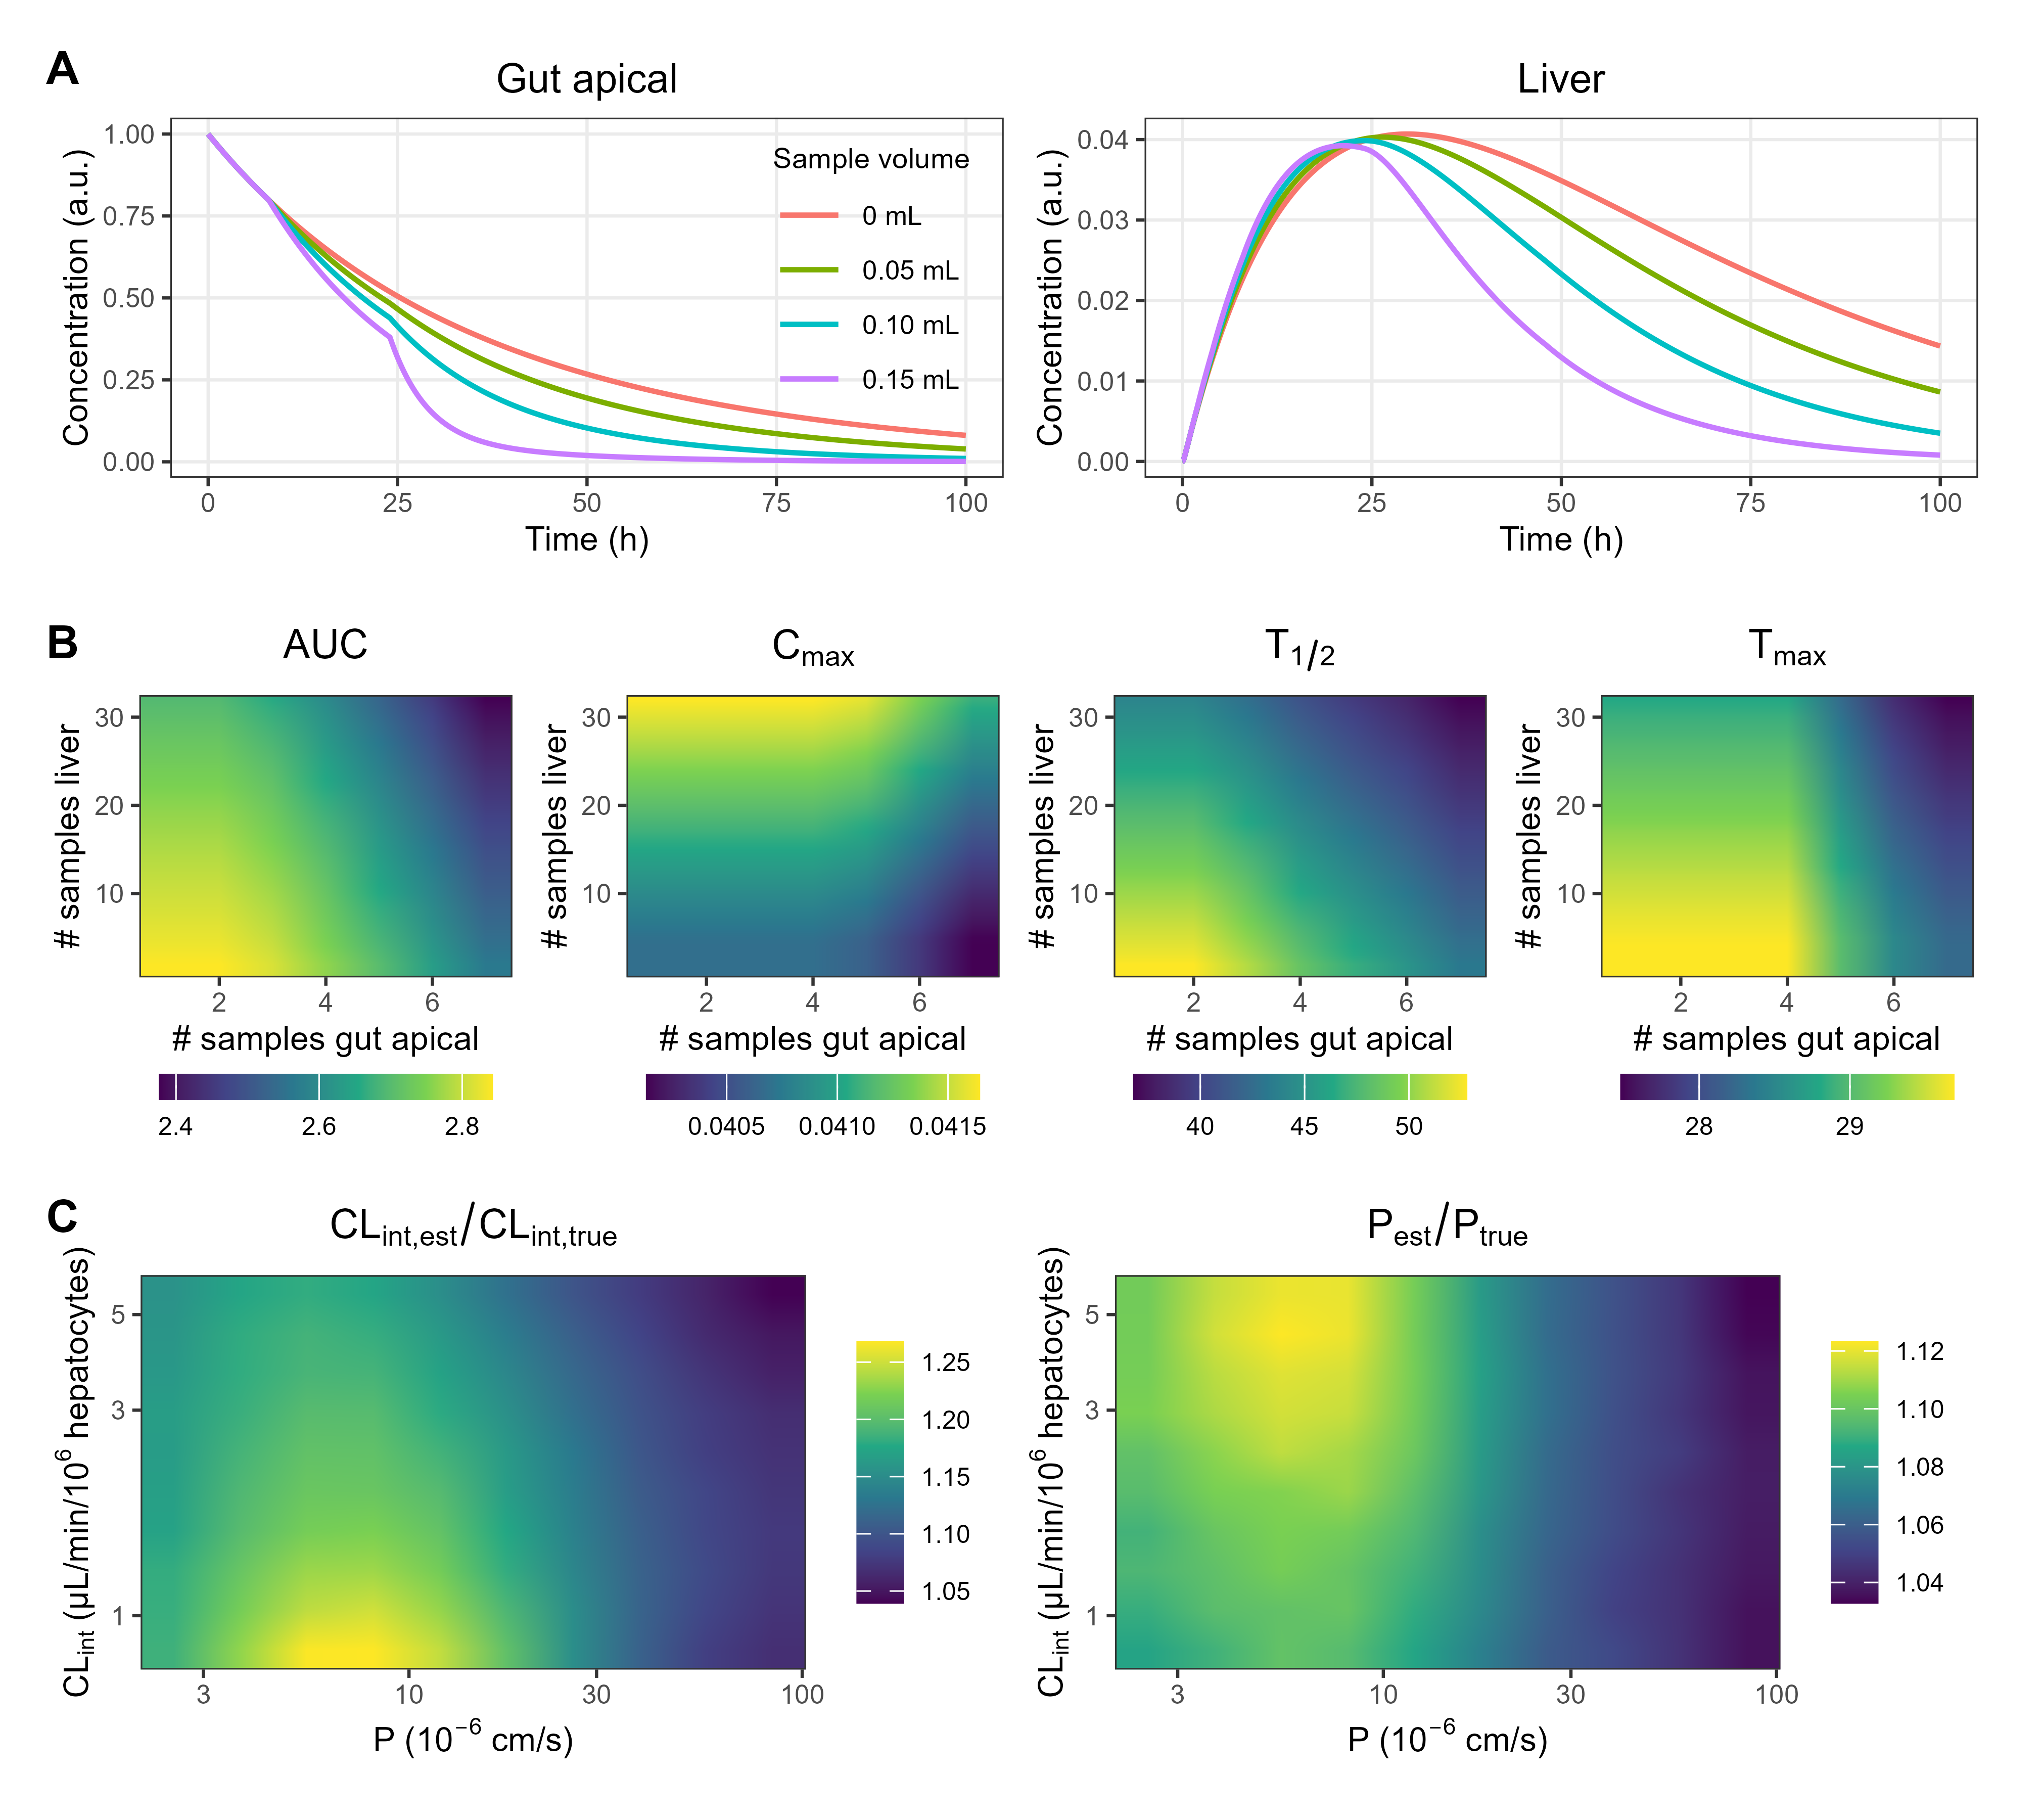 A
Gut apical
Liver
Concentration (a.u.)
1.00
0.75
0.50
0.25
0.00
Sample volume
0 mL
0.05 mL
0.10 mL
0.15 mL
0 25 50 75 100
Time (h)
Concentration (a.u.)
0.04
0.03
0.02
0.01
0.00
0 25 50 75 100
Time (h)
B
AUC
# samples liver
30
20
10
2 4 6
# samples gut apical
2.4 2.6 2.8
Cmax
# samples liver
30
20
10
2 4 6
# samples gut apical
0.0405 0.0410 0.0415
T1/2
# samples liver
30
20
10
2 4 6
# samples gut apical
40 45 50
Tmax
# samples liver
30
20
10
2 4 6
# samples gut apical
28 29
C
CLint,est/CLint,true
CLint (µL/min/10⁶ hepatocytes)
5
3
1
3 10 30 100
P (10⁻⁶ cm/s)
1.25
1.20
1.15
1.10
1.05
Pest/Ptrue
CLint (µL/min/10⁶ hepatocytes)
5
3
1
3 10 30 100
P (10⁻⁶ cm/s)
1.12
1.10
1.08
1.06
1.04